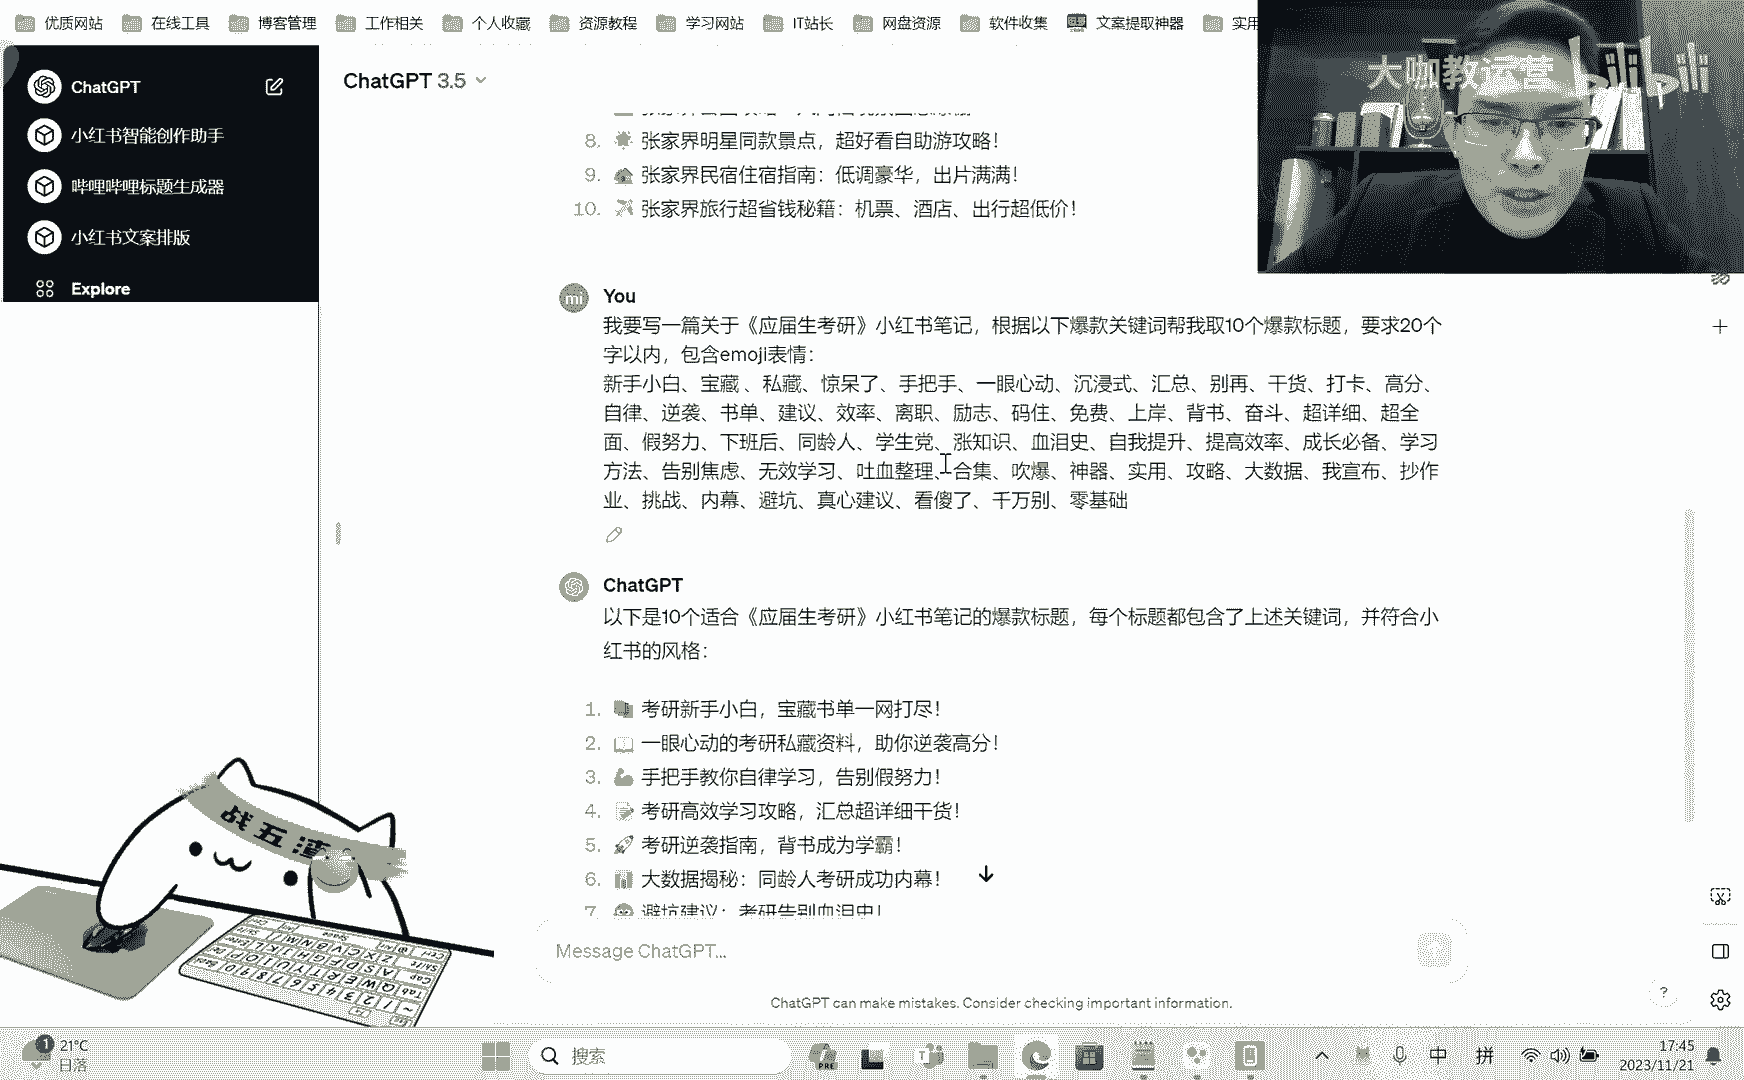 优质网站
在线工具
博客管理
工作相关
个人收藏
资源教程
学习网站
IT站长
网盘资源
软件收集
文案提取神器
实用
大咖教运营 bilibili
ChatGPT
小红书智能创作助手
哔哩哔哩标题生成器
小红书文案排版
Explore
ChatGPT 3.5
8. 张家界明星同款景点，超好看自助游攻略！
9. 张家界民宿住宿指南：低调豪华，出片满满！
10. 张家界旅行超省钱秘籍：机票、酒店、出行超低价！
mi
You
我要写一篇关于《应届生考研》小红书笔记，根据以下爆款关键词帮我取10个爆款标题，要求20个
字以内，包含emoji表情：
新手小白、宝藏 、私藏、惊呆了、手把手、一眼心动、沉浸式、汇总、别再、干货、打卡、高分、
自律、逆袭、书单、建议、效率、离职、励志、码住、免费、上岸、背书、奋斗、超详细、超全
面、假努力、下班后、同龄人、学生党、涨知识、血泪史、自我提升、提高效率、成长必备、学习
方法、告别焦虑、无效学习、吐血整理、合集、吹爆、神器、实用、攻略、大数据、我宣布、抄作
业、挑战、内幕、避坑、真心建议、看傻了、千万别、零基础
ChatGPT
以下是10个适合《应届生考研》小红书笔记的爆款标题，每个标题都包含了上述关键词，并符合小
红书的风格：
1. 考研新手小白，宝藏书单一网打尽！
2. 一眼心动的考研私藏资料，助你逆袭高分！
3. 手把手教你自律学习，告别假努力！
4. 考研高效学习攻略，汇总超详细干货！
5. 考研逆袭指南，背书成为学霸！
6. 大数据揭秘：同龄人考研成功内幕！
7. 避坑建议：考研告别血泪史！
Message ChatGPT...
ChatGPT can make mistakes. Consider checking important information.
?
战五渣
1
21°C
日落
搜索
PRE
中
拼
17:45
2023/11/21